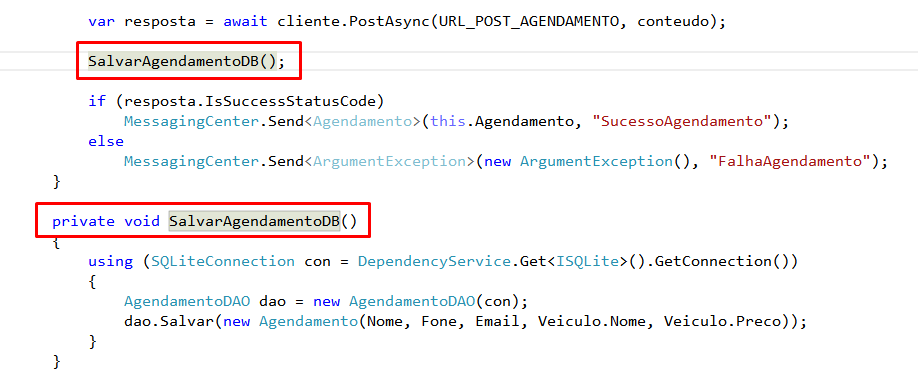 var resposta = await cliente.PostAsync(URL_POST_AGENDAMENTO, conteudo);
SalvarAgendamentoDB();
if (resposta.IsSuccessStatusCode)
MessagingCenter.Send<Agendamento>(this.Agendamento, "SucessoAgendamento");
else
MessagingCenter.Send<ArgumentException>(new ArgumentException(), "FalhaAgendamento");
}
private void SalvarAgendamentoDB()
{
using (SQLiteConnection con = DependencyService.Get<ISQLite>().GetConnection())
{
AgendamentoDAO dao = new AgendamentoDAO(con);
dao.Salvar(new Agendamento(Nome, Fone, Email, Veiculo.Nome, Veiculo.Preco));
}
}